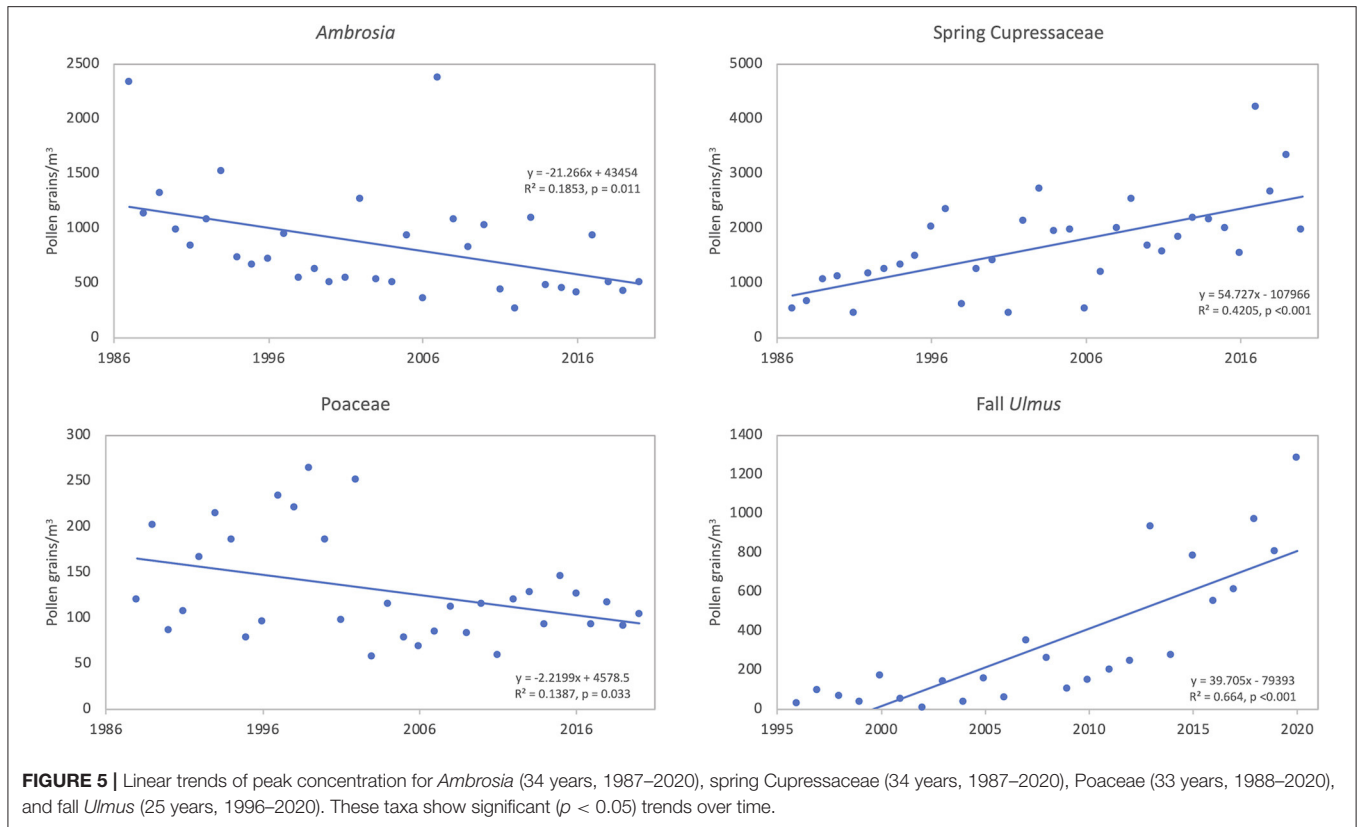 Ambrosia
2500
2000
1500
1000
500
0
Pollen grains/m³
y = -21.266x + 43454
R² = 0.1853, p = 0.011
1986
1996
2006
2016
Spring Cupressaceae
5000
4000
3000
2000
1000
0
Pollen grains/m³
y = 54.727x - 107966
R² = 0.4205, p <0.001
1986
1996
2006
2016
Poaceae
300
250
200
150
100
50
0
Pollen grains/m³
y = -2.2199x + 4578.5
R² = 0.1387, p = 0.033
1986
1996
2006
2016
Fall Ulmus
1400
1200
1000
800
600
400
200
0
Pollen grains/m³
y = 39.705x - 79393
R² = 0.664, p <0.001
1995
2000
2005
2010
2015
2020
FIGURE 5 | Linear trends of peak concentration for Ambrosia (34 years, 1987–2020), spring Cupressaceae (34 years, 1987–2020), Poaceae (33 years, 1988–2020),
and fall Ulmus (25 years, 1996–2020). These taxa show significant (p < 0.05) trends over time.